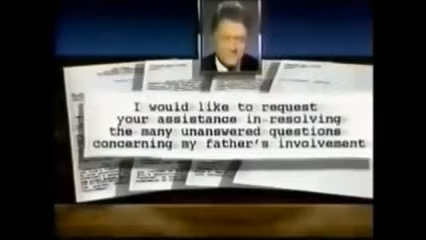 I would like to request
your assistance in resolving
the many unanswered questions
concerning my father's involvement